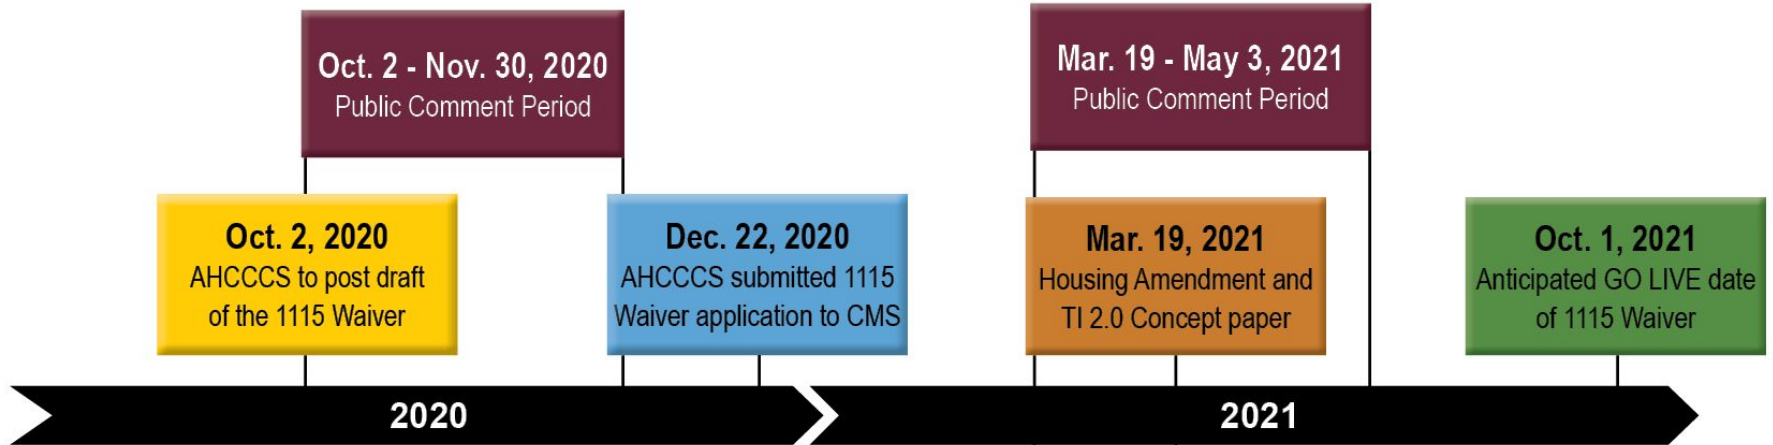 Oct. 2 - Nov. 30, 2020
Public Comment Period
Mar. 19 - May 3, 2021
Public Comment Period
Oct. 2, 2020
AHCCCS to post draft
of the 1115 Waiver
Dec. 22, 2020
AHCCCS submitted 1115
Waiver application to CMS
Mar. 19, 2021
Housing Amendment and
TI 2.0 Concept paper
Oct. 1, 2021
Anticipated GO LIVE date
of 1115 Waiver
2020
2021